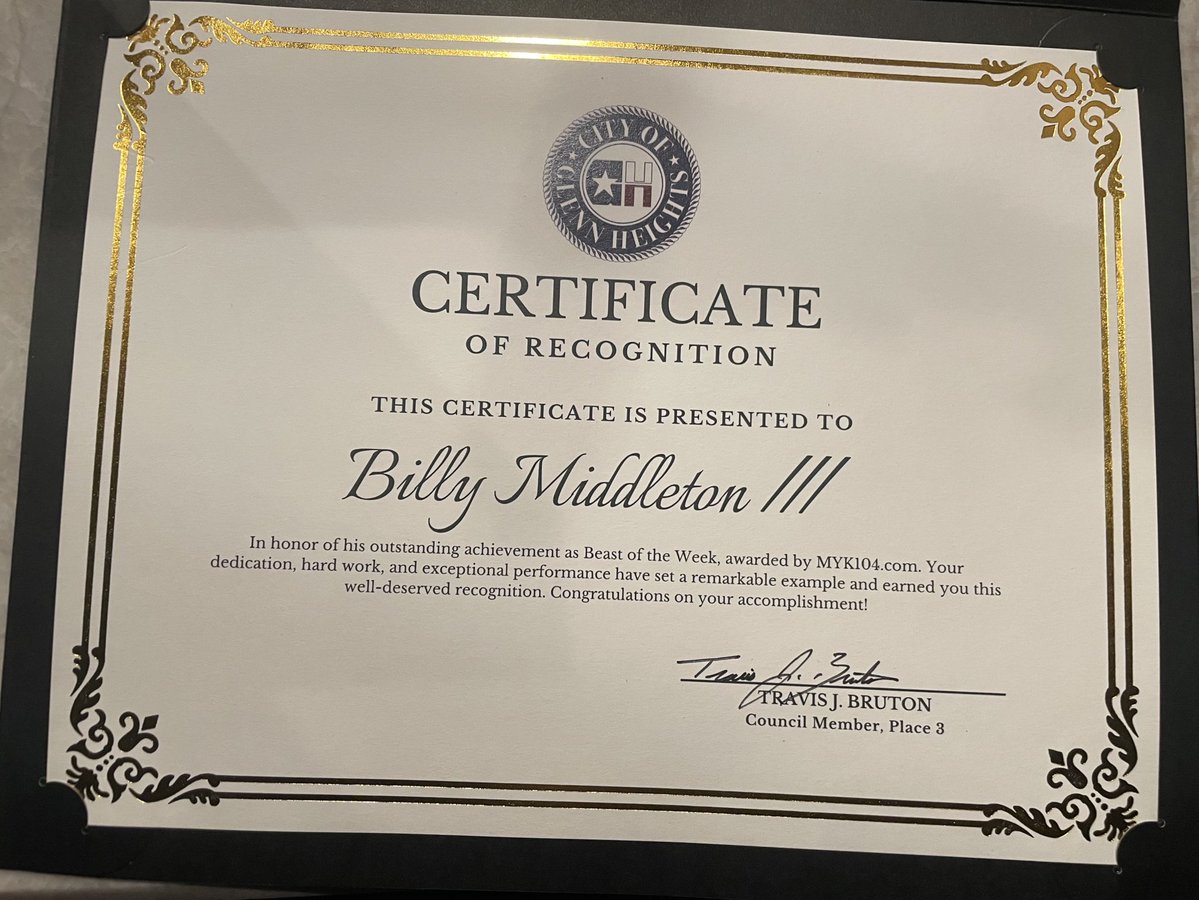 CITY OF
GLENN HEIGHTS
GH
CERTIFICATE
OF RECOGNITION
THIS CERTIFICATE IS PRESENTED TO
Billy Middleton III
In honor of his outstanding achievement as Beast of the Week, awarded by MYK104.com. Your
dedication, hard work, and exceptional performance have set a remarkable example and earned you this
well-deserved recognition. Congratulations on your accomplishment!
Travis J. Bruton
TRAVIS J. BRUTON
Council Member, Place 3